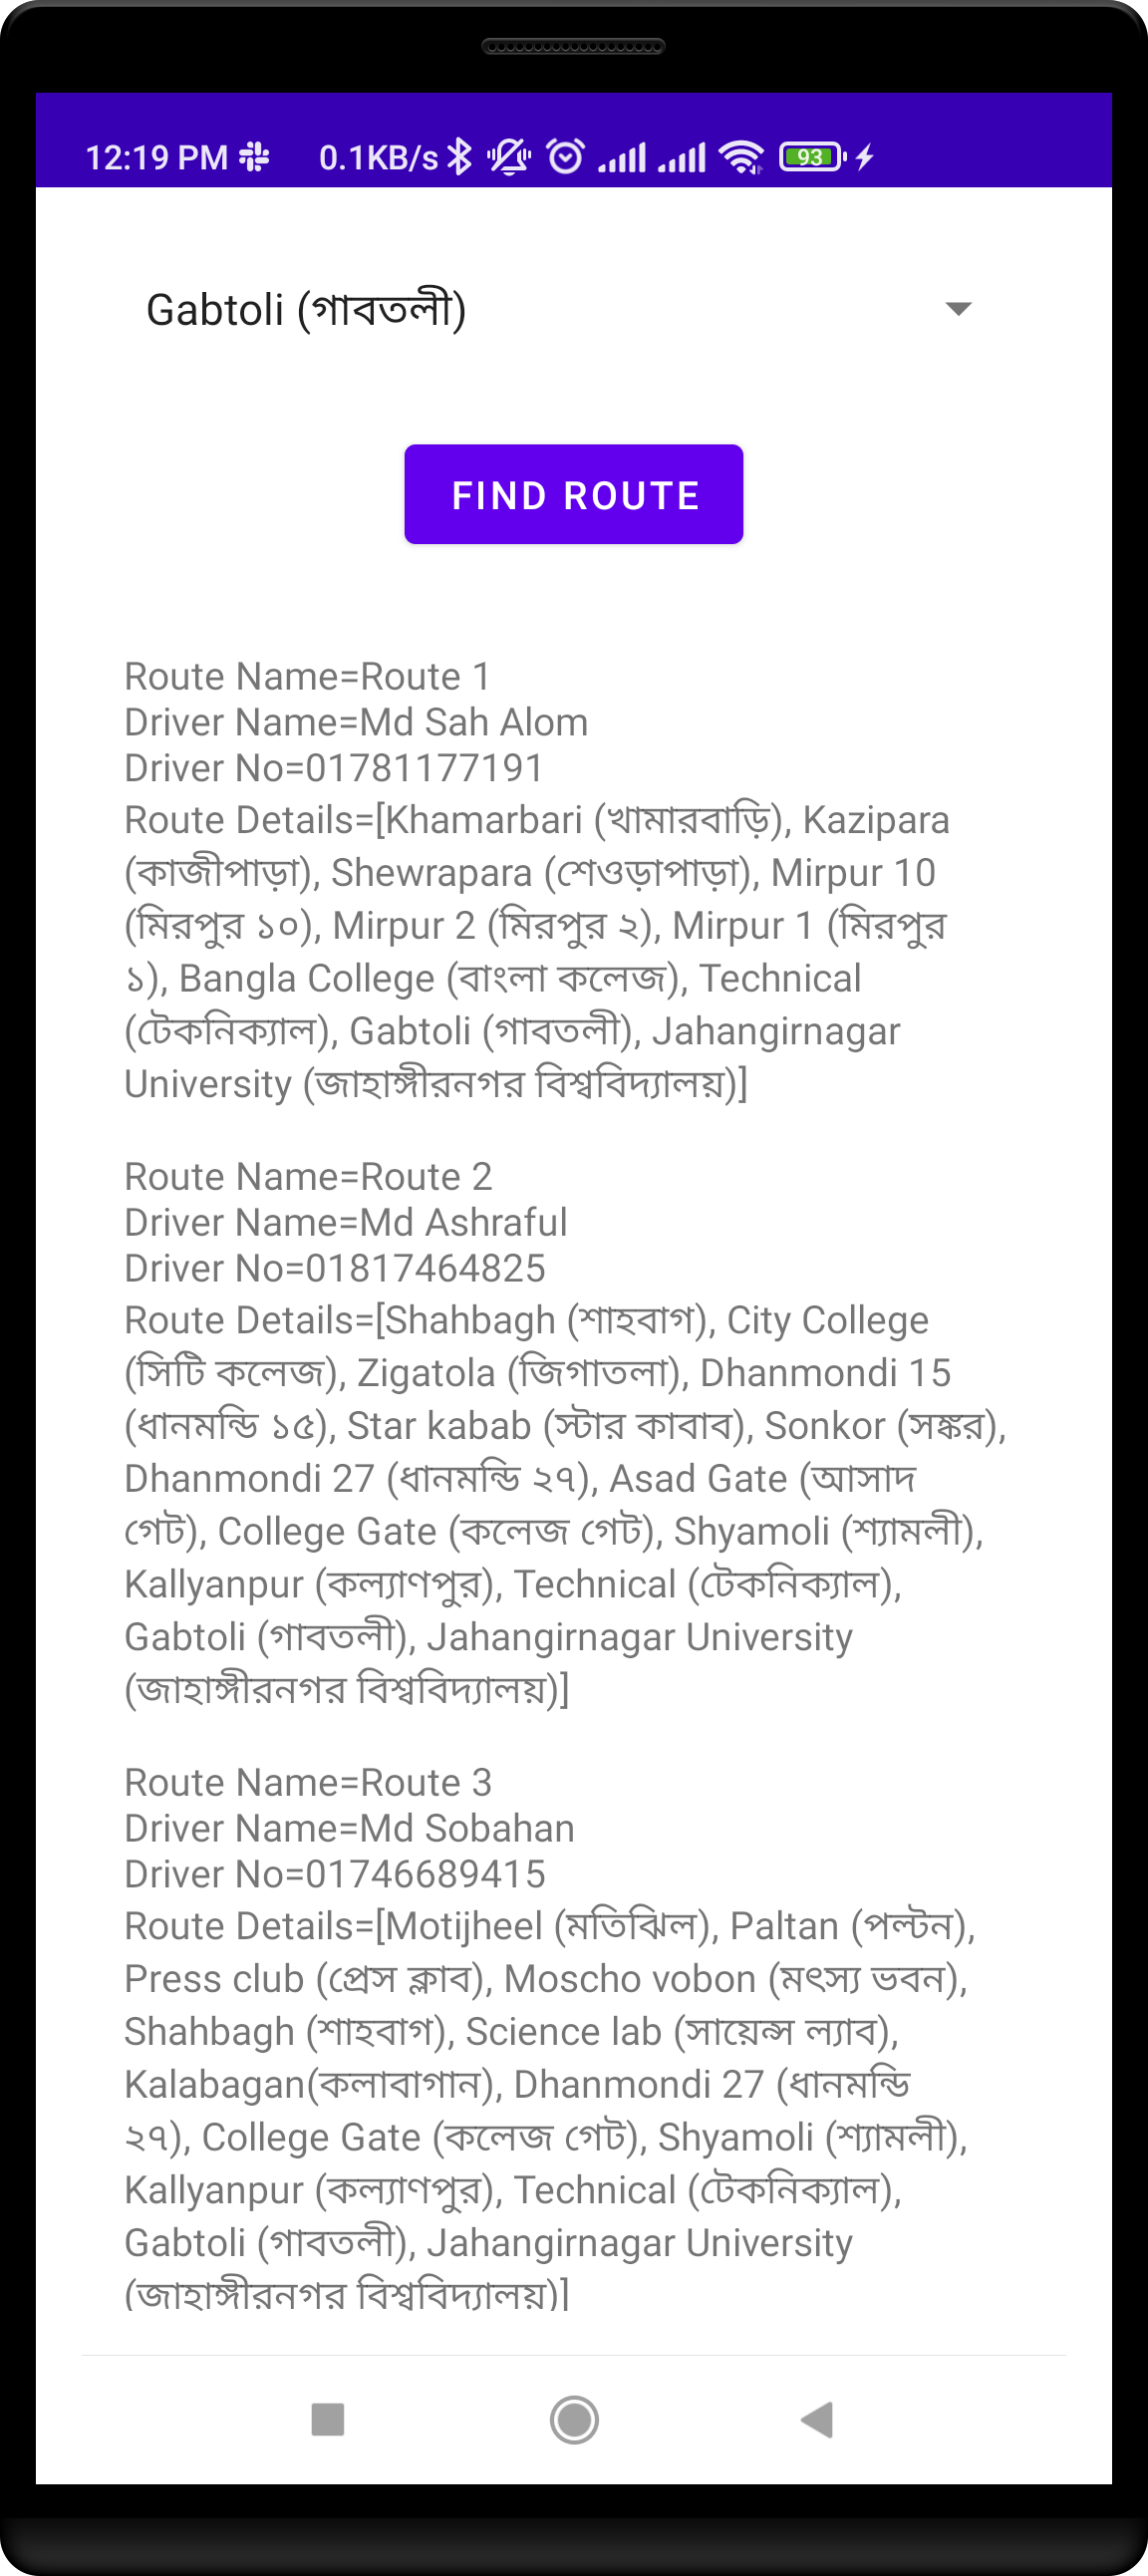 12:19 PM 0.1KB/s 93
Gabtoli (গাবতলী)
FIND ROUTE
Route Name=Route 1
Driver Name=Md Sah Alom
Driver No=01781177191
Route Details=[Khamarbari (খামারবাড়ি), Kazipara
(কাজীপাড়া), Shewrapara (শেওড়াপাড়া), Mirpur 10
(মিরপুর ১০), Mirpur 2 (মিরপুর ২), Mirpur 1 (মিরপুর
১), Bangla College (বাংলা কলেজ), Technical
(টেকনিক্যাল), Gabtoli (গাবতলী), Jahangirnagar
University (জাহাঙ্গীরনগর বিশ্ববিদ্যালয়)]
Route Name=Route 2
Driver Name=Md Ashraful
Driver No=01817464825
Route Details=[Shahbagh (শাহবাগ), City College
(সিটি কলেজ), Zigatola (জিগাতলা), Dhanmondi 15
(ধানমন্ডি ১৫), Star kabab (স্টার কাবাব), Sonkor (সঙ্কর),
Dhanmondi 27 (ধানমন্ডি ২৭), Asad Gate (আসাদ
গেট), College Gate (কলেজ গেট), Shyamoli (শ্যামলী),
Kallyanpur (কল্যাণপুর), Technical (টেকনিক্যাল),
Gabtoli (গাবতলী), Jahangirnagar University
(জাহাঙ্গীরনগর বিশ্ববিদ্যালয়)]
Route Name=Route 3
Driver Name=Md Sobahan
Driver No=01746689415
Route Details=[Motijheel (মতিঝিল), Paltan (পল্টন),
Press club (প্রেস ক্লাব), Moscho vobon (মৎস্য ভবন),
Shahbagh (শাহবাগ), Science lab (সায়েন্স ল্যাব),
Kalabagan(কলাবাগান), Dhanmondi 27 (ধানমন্ডি
২৭), College Gate (কলেজ গেট), Shyamoli (শ্যামলী),
Kallyanpur (কল্যাণপুর), Technical (টেকনিক্যাল),
Gabtoli (গাবতলী), Jahangirnagar University
(জাহাঙ্গীরনগর বিশ্ববিদ্যালয়)]